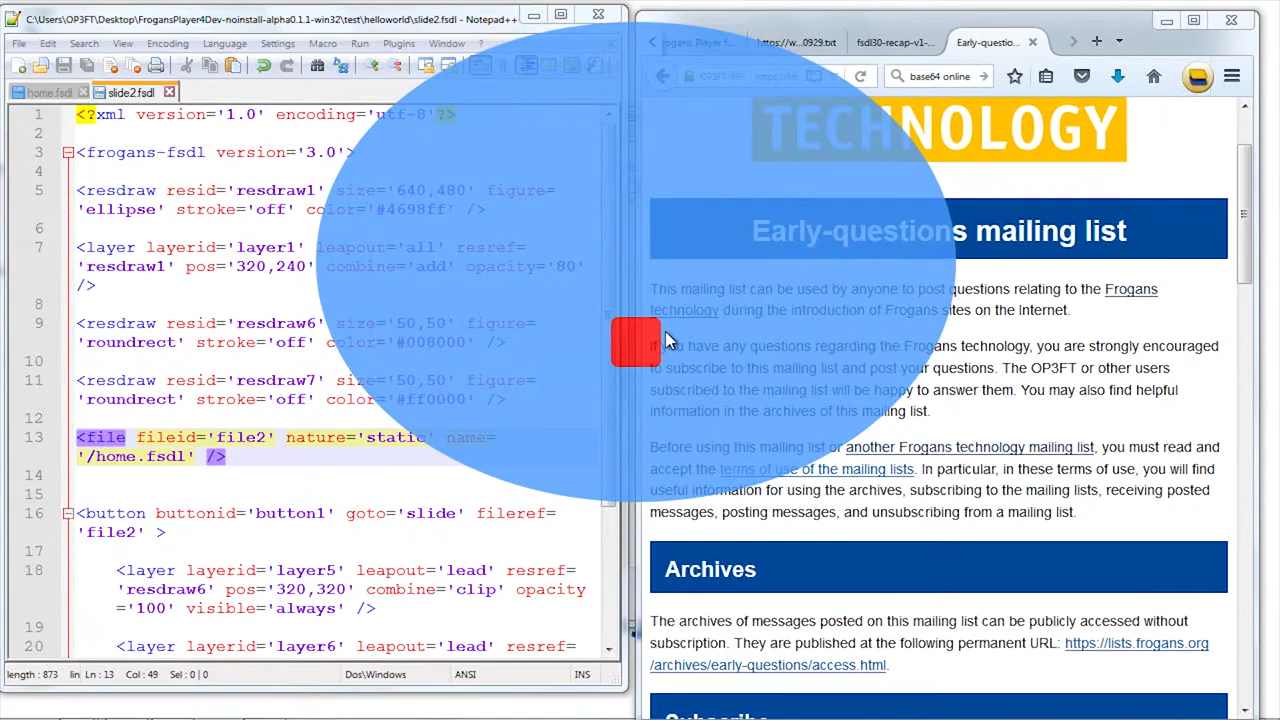 C:\Users\OP3FT\Desktop\FrogansPlayer4Dev-noinstall-alpha0.1.1-win32\test\helloworld\slide2.fsdl - Notepad++
File Edit Search View Encoding Language Settings Macro Run Plugins Window ?
home.fsdl slide2.fsdl
1 <?xml version='1.0' encoding='utf-8'?>
2
3 <frogans-fsdl version='3.0'>
4
5 <resdraw resid='resdraw1' size='640,480' figure=
'ellipse' stroke='off' color='#4698ff' />
6
7 <layer layerid='layer1' leapout='all' resref=
'resdraw1' pos='320,240' combine='add' opacity='80'
/>
8
9 <resdraw resid='resdraw6' size='50,50' figure=
'roundrect' stroke='off' color='#008000' />
10
11 <resdraw resid='resdraw7' size='50,50' figure=
'roundrect' stroke='off' color='#ff0000' />
12
13 <file fileid='file2' nature='static' name=
'/home.fsdl' />
14
15
16 <button buttonid='button1' goto='slide' fileref=
'file2' >
17
18 <layer layerid='layer5' leapout='lead' resref=
'resdraw6' pos='320,320' combine='clip' opacity
='100' visible='always' />
19
20 <layer layerid='layer6' leapout='lead' resref=
length : 873 lin Ln : 13 Col : 49 Sel : 0 | 0 Dos\Windows ANSI INS
rogans Player f... https://w...0929.txt fsdl30-recap-v1-... Early-questio...
OP3FT base64 online
TECHNOLOGY
Early-questions mailing list
This mailing list can be used by anyone to post questions relating to the Frogans
technology during the introduction of Frogans sites on the Internet.
If you have any questions regarding the Frogans technology, you are strongly encouraged
to subscribe to this mailing list and post your questions. The OP3FT or other users
subscribed to the mailing list will be happy to answer them. You may also find helpful
information in the archives of this mailing list.
Before using this mailing list or another Frogans technology mailing list, you must read and
accept the terms of use of the mailing lists. In particular, in these terms of use, you will find
useful information for using the archives, subscribing to the mailing lists, receiving posted
messages, posting messages, and unsubscribing from a mailing list.
Archives
The archives of messages posted on this mailing list can be publicly accessed without
subscription. They are published at the following permanent URL: https://lists.frogans.org
/archives/early-questions/access.html.
Subscribe